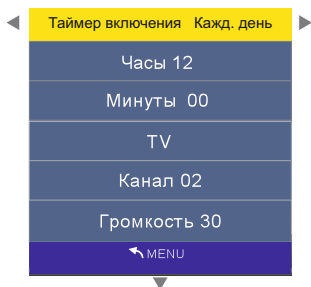 Таймер включения Кажд. день
Часы 12
Минуты 00
TV
Канал 02
Громкость 30
MENU